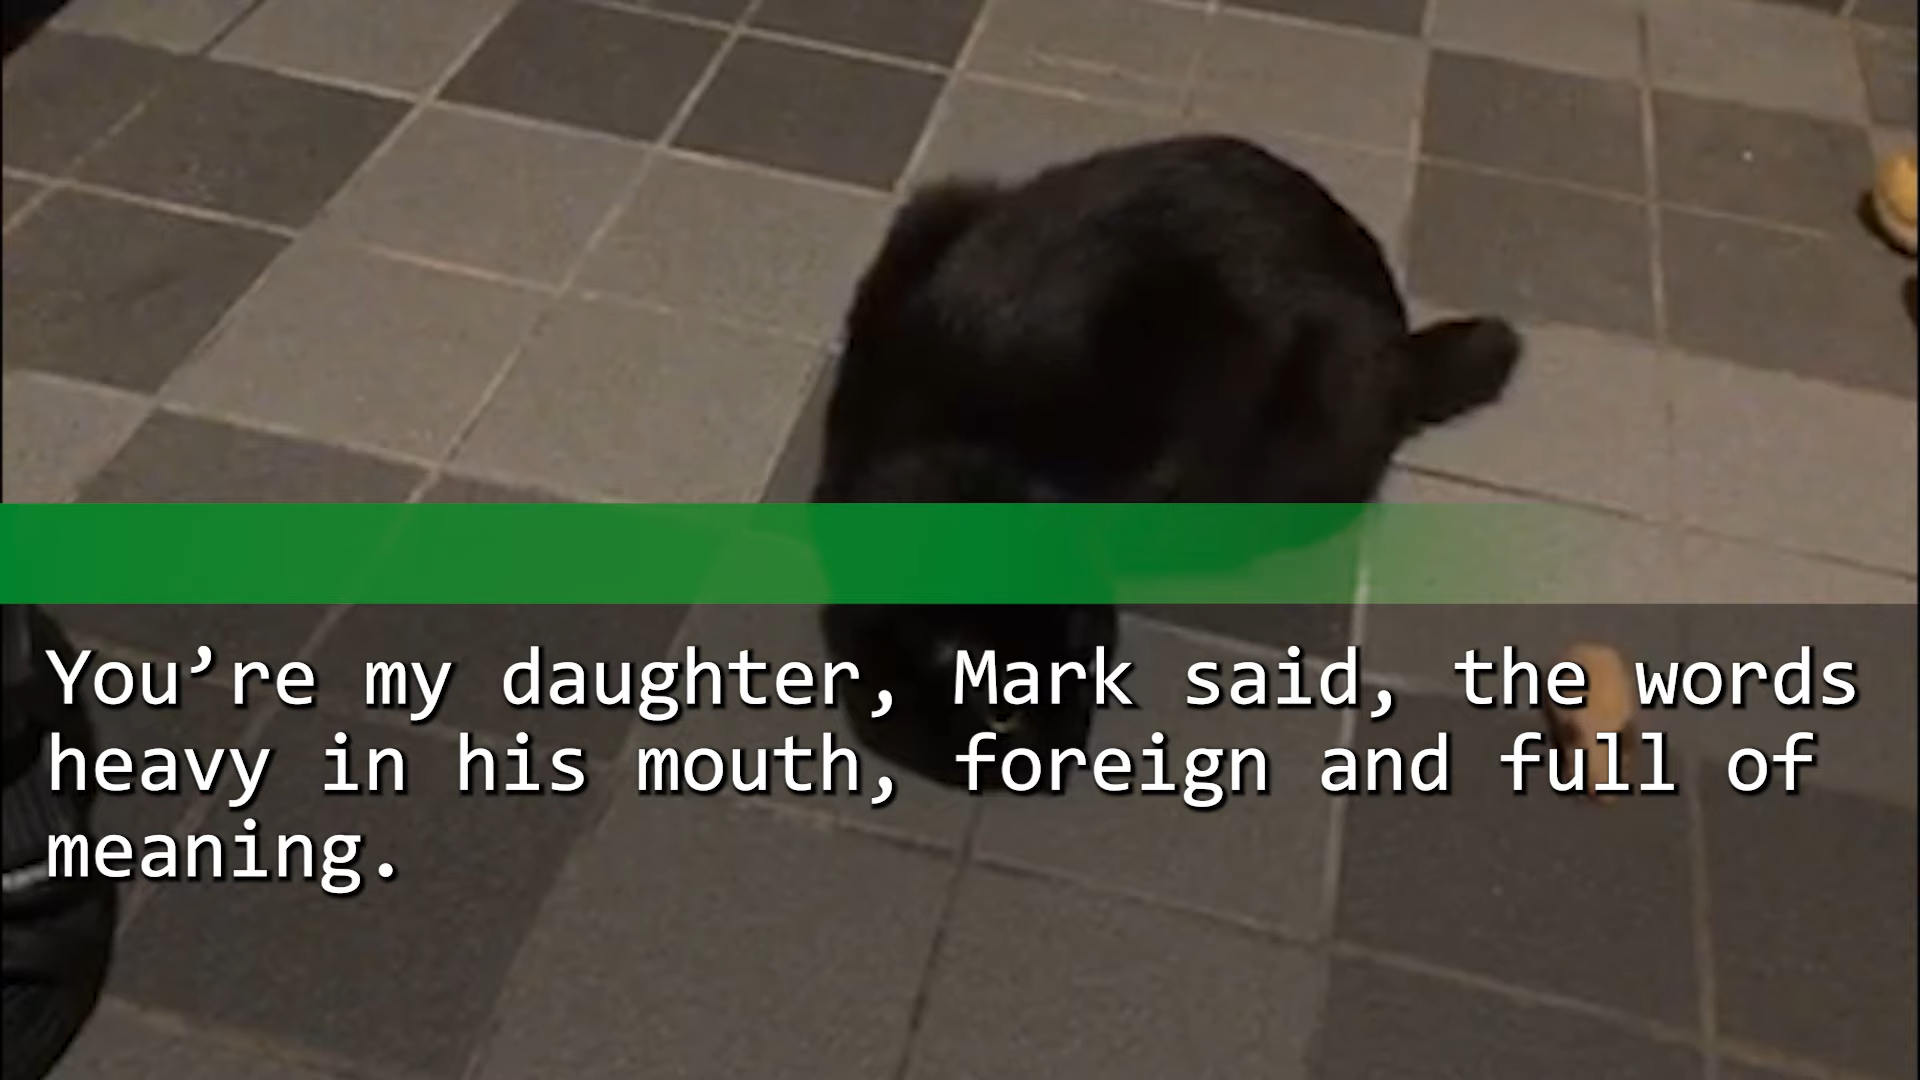 You’re my daughter, Mark said, the words
heavy in his mouth, foreign and full of
meaning.